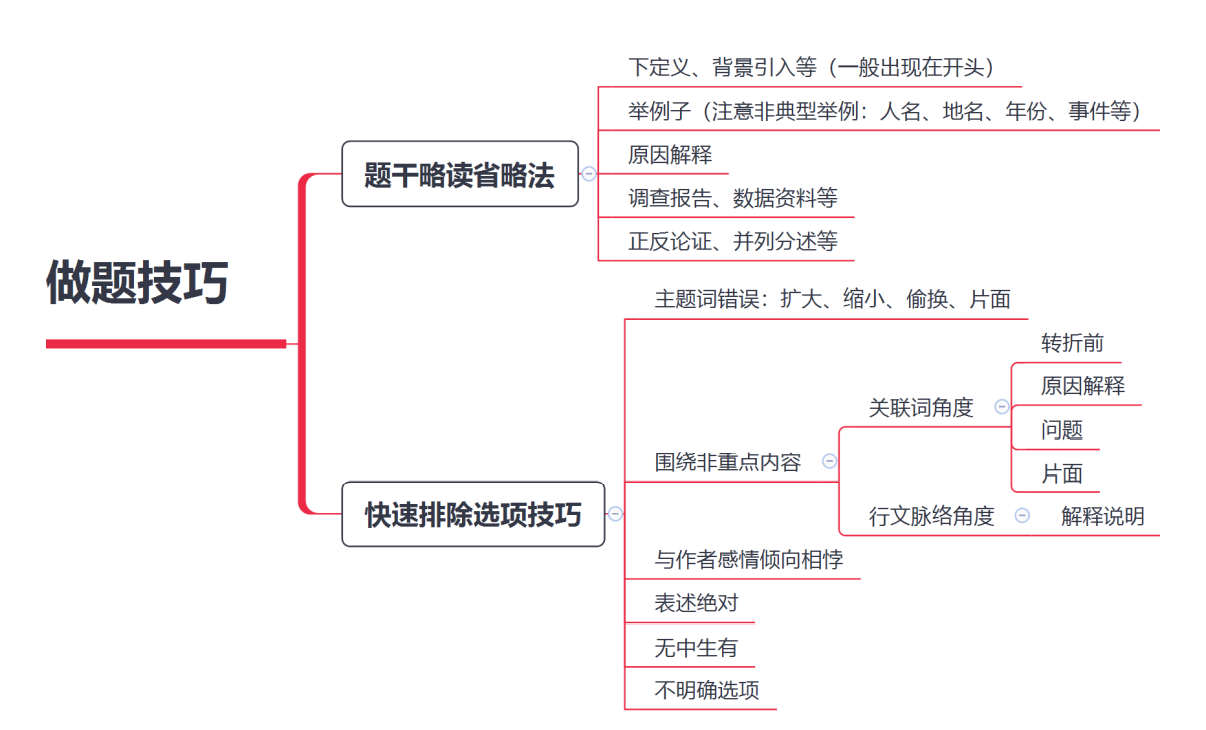 做题技巧
题干略读省略法
下定义、背景引入等（一般出现在开头）
举例子（注意非典型举例：人名、地名、年份、事件等）
原因解释
调查报告、数据资料等
正反论证、并列分述等
快速排除选项技巧
主题词错误：扩大、缩小、偷换、片面
围绕非重点内容
关联词角度
转折前
原因解释
问题
片面
行文脉络角度
解释说明
与作者感情倾向相悖
表述绝对
无中生有
不明确选项